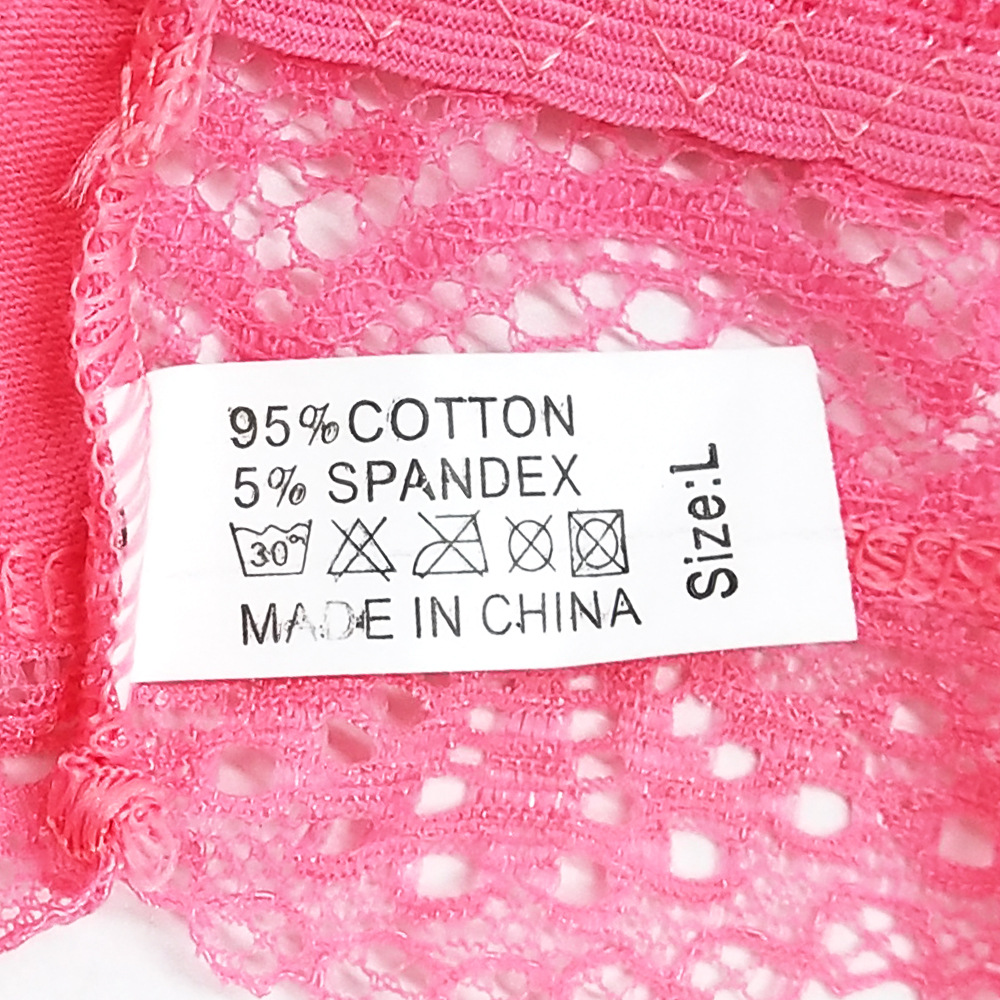 95% COTTON
5% SPANDEX
30°
MADE IN CHINA
Size:L